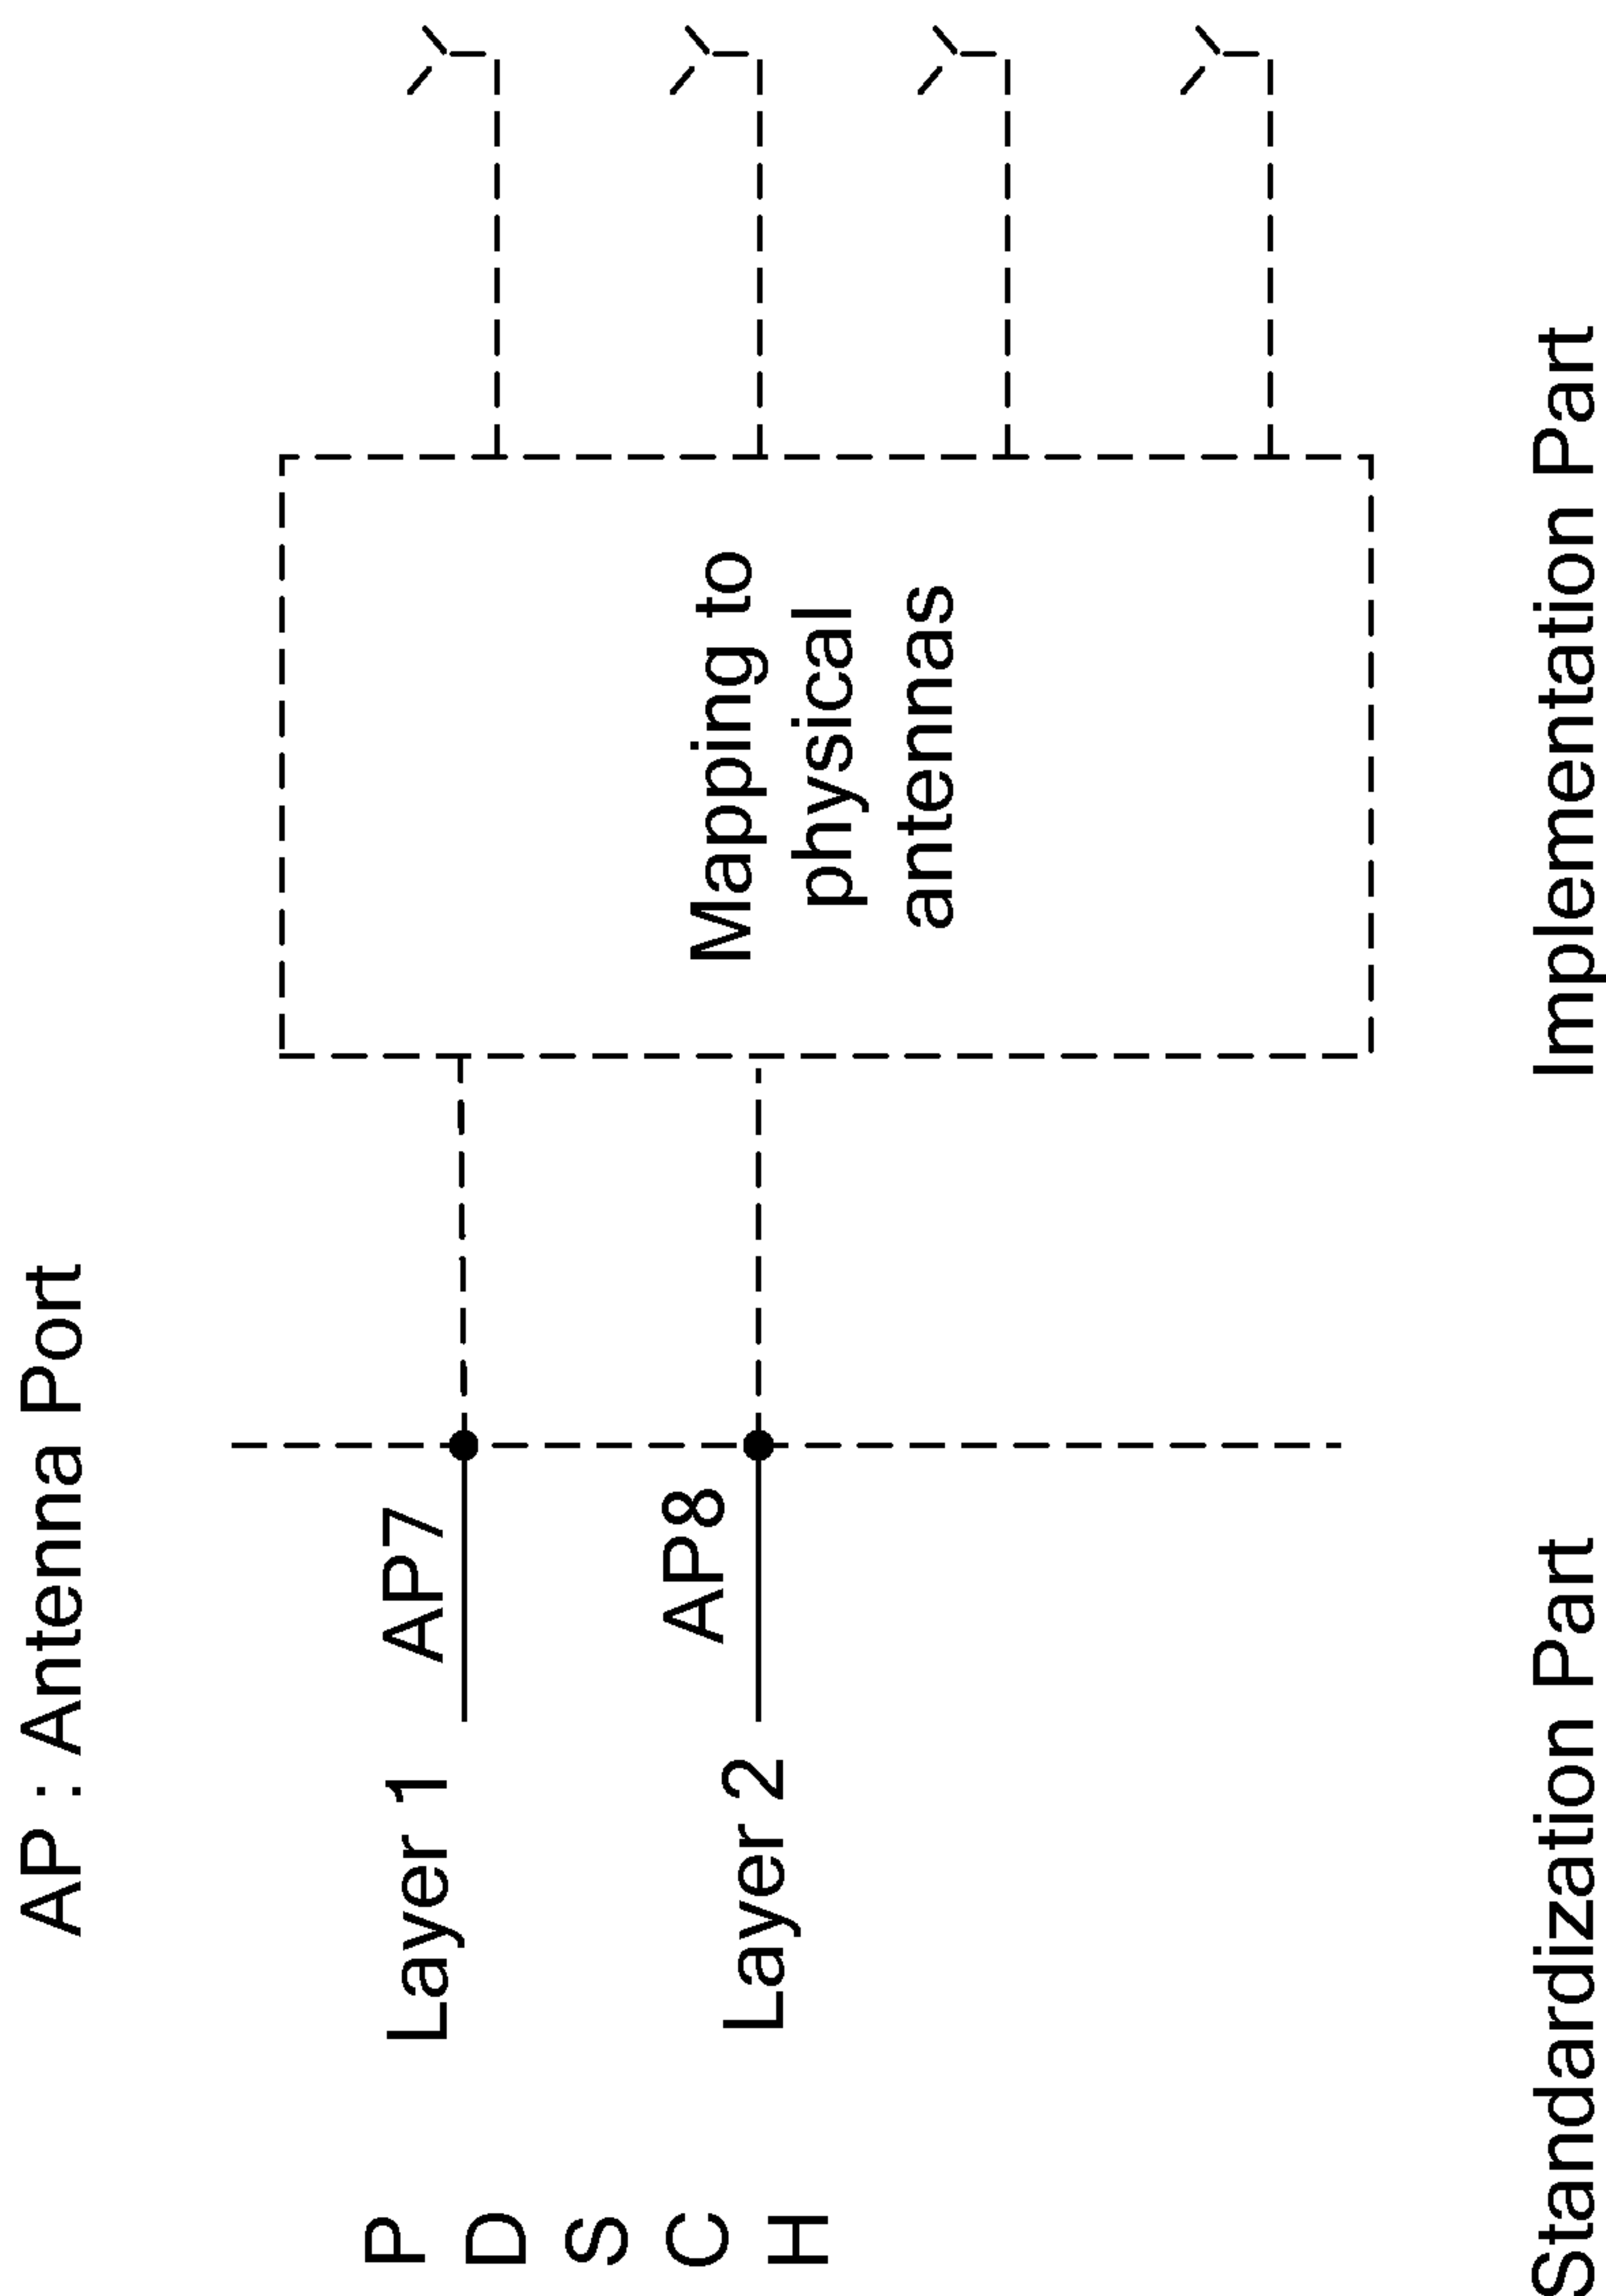 AP : Antenna Port
P
D
S
C
H
Layer 1
AP7
Layer 2
AP8
Mapping to
physical
antennas
Standardization Part
Implementation Part